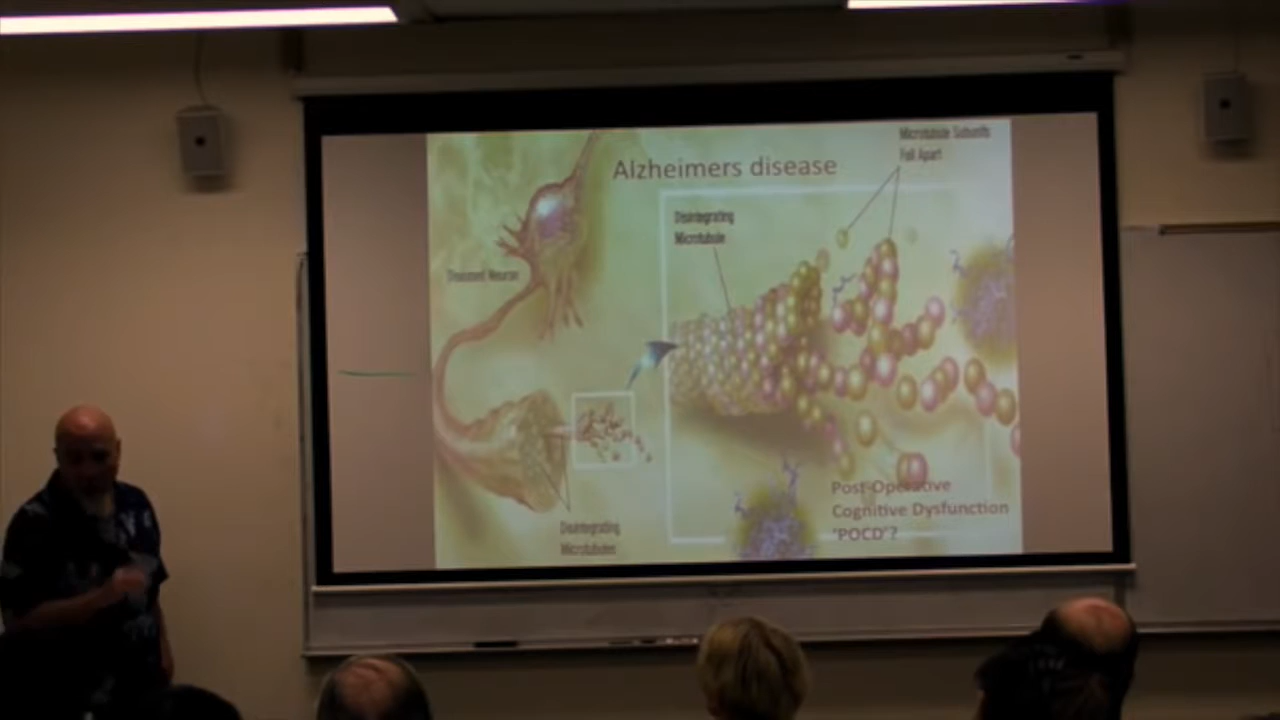 Microtubule Subunits
Fall Apart
Alzheimers disease
Disintegrating
Microtubule
Diseased Neuron
Post-Operative
Cognitive Dysfunction
'POCD'?
Disintegrating
Microtubules